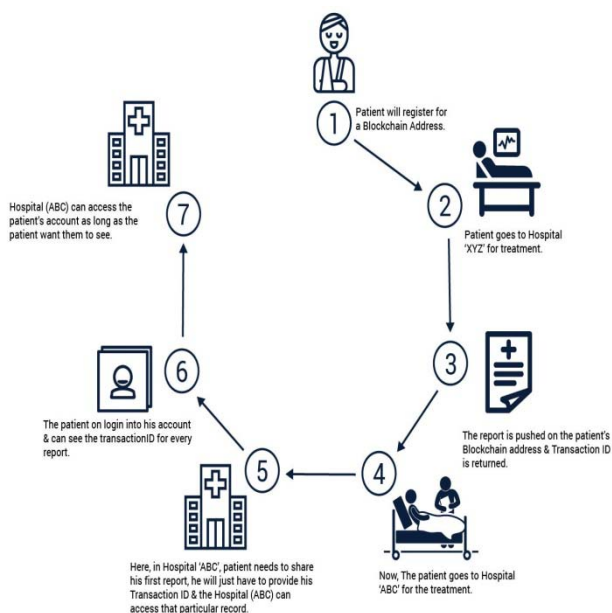 1
Patient will register for
a Blockchain Address.
2
Patient goes to Hospital
'XYZ' for treatment.
3
The report is pushed on the patient's
Blockchain address & Transaction ID
is returned.
4
Now, The patient goes to Hospital
'ABC' for the treatment.
5
Here, in Hospital 'ABC', patient needs to share
his first report, he will just have to provide his
Transaction ID & the Hospital (ABC) can
access that particular record.
6
The patient on login into his account
& can see the transactionID for every
report.
7
Hospital (ABC) can access the
patient's account as long as the
patient want them to see.